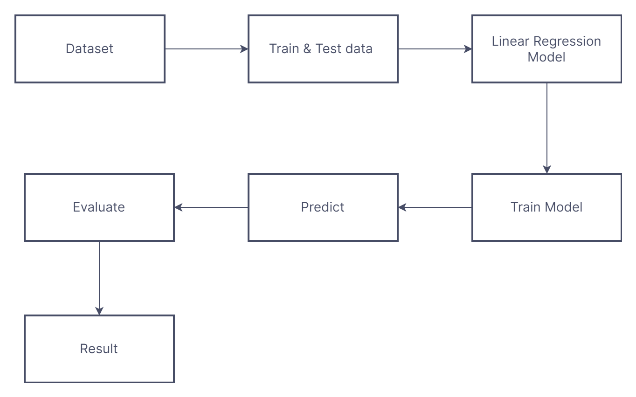 Dataset
Train & Test data
Linear Regression
Model
Train Model
Predict
Evaluate
Result